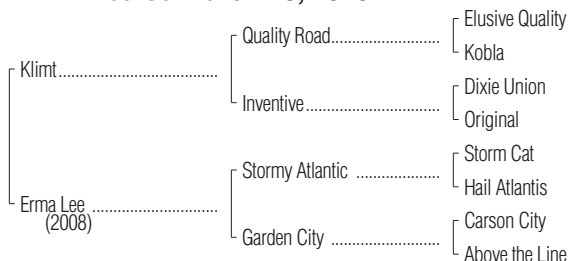 Elusive Quality
Quality Road
Kobla
Klimt
Dixie Union
Inventive
Original
Storm Cat
Stormy Atlantic
Hail Atlantis
Erma Lee
(2008)
Carson City
Garden City
Above the Line